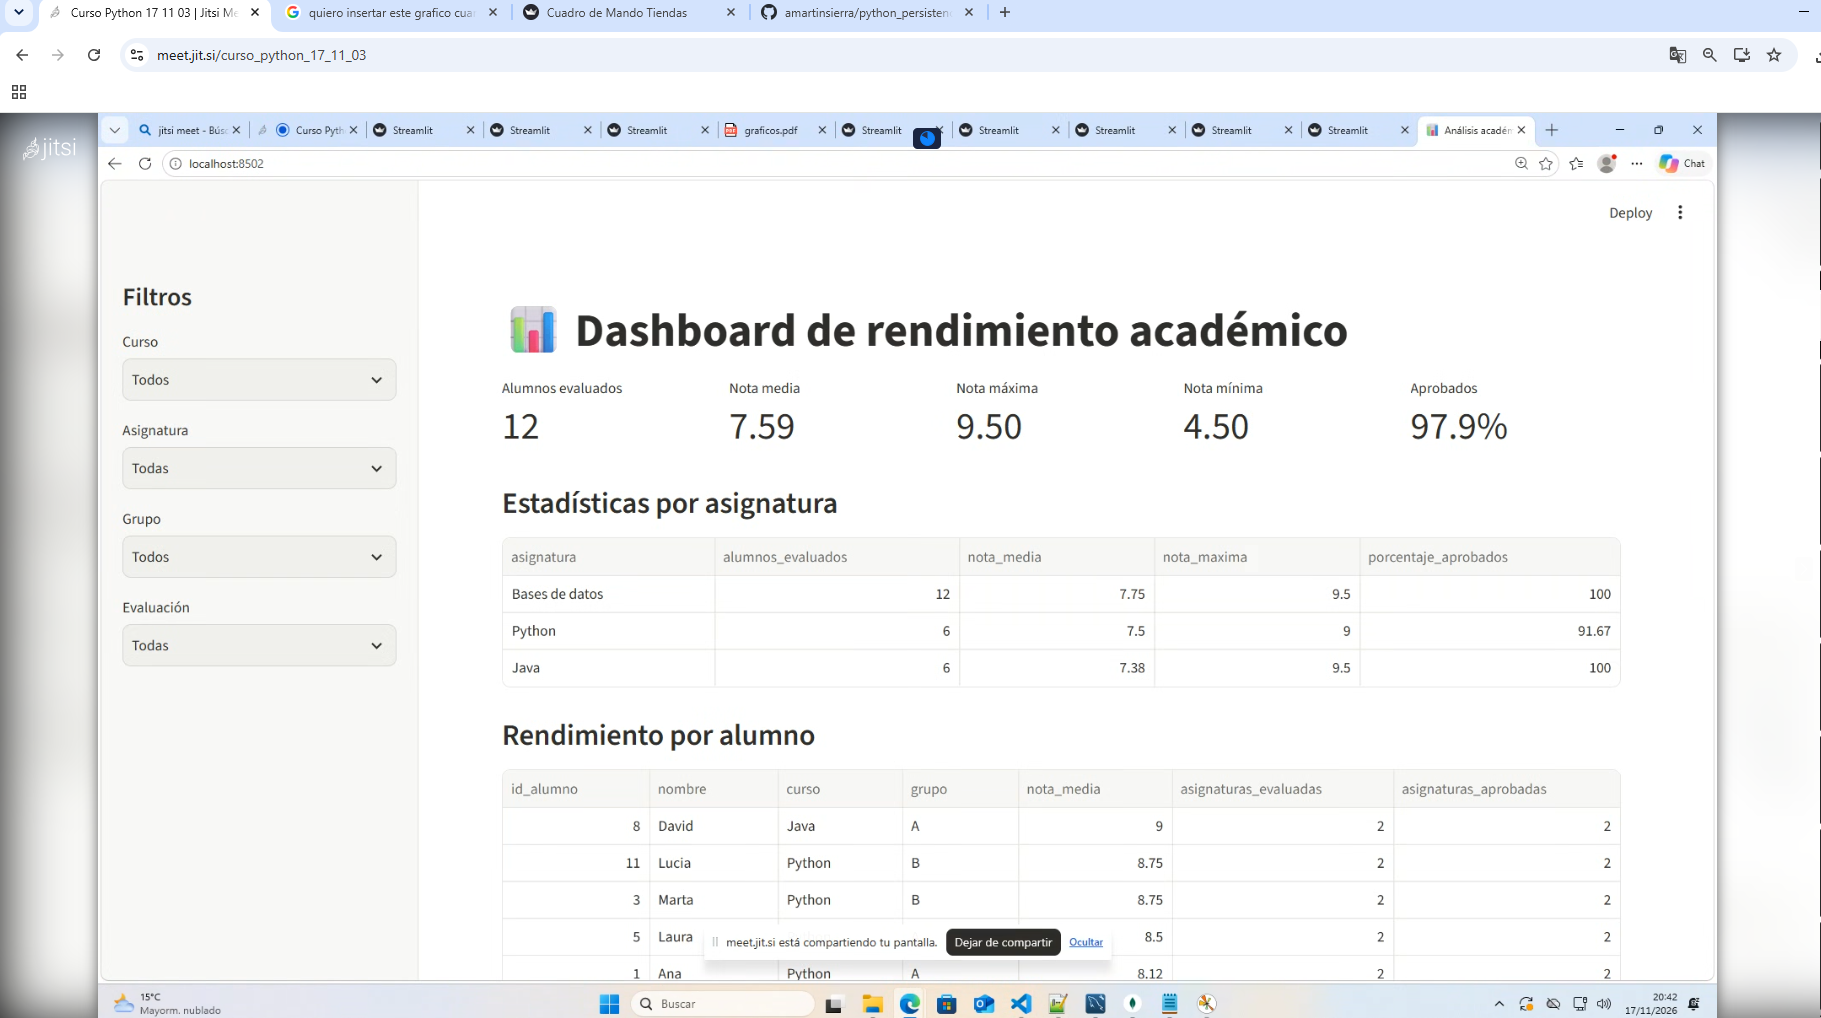 Curso Python 17 11 03 | Jitsi Me
quiero insertar este grafico cuar
Cuadro de Mando Tiendas
amartinsierra/python_persisten
meet.jit.si/curso_python_17_11_03
jitsi
jitsi meet - Bús
Curso Pyth
Streamlit
Streamlit
Streamlit
graficos.pdf
Streamlit
Streamlit
Streamlit
Streamlit
Streamlit
Análisis académ
localhost:8502
Chat
Deploy
Filtros
Curso
Todos
Asignatura
Todas
Grupo
Todos
Evaluación
Todas
Dashboard de rendimiento académico
Alumnos evaluados Nota media Nota máxima Nota mínima Aprobados
12 7.59 9.50 4.50 97.9%
Estadísticas por asignatura
asignatura alumnos_evaluados nota_media nota_maxima porcentaje_aprobados
Bases de datos 12 7.75 9.5 100
Python 6 7.5 9 91.67
Java 6 7.38 9.5 100
Rendimiento por alumno
id_alumno nombre curso grupo nota_media asignaturas_evaluadas asignaturas_aprobadas
8 David Java A 9 2 2
11 Lucia Python B 8.75 2 2
3 Marta Python B 8.75 2 2
5 Laura 8.5 2 2
1 Ana Python A 8.12 2 2
meet.jit.si está compartiendo tu pantalla. Dejar de compartir Ocultar
15°C
Mayorm. nublado
Buscar
20:42
17/11/2026